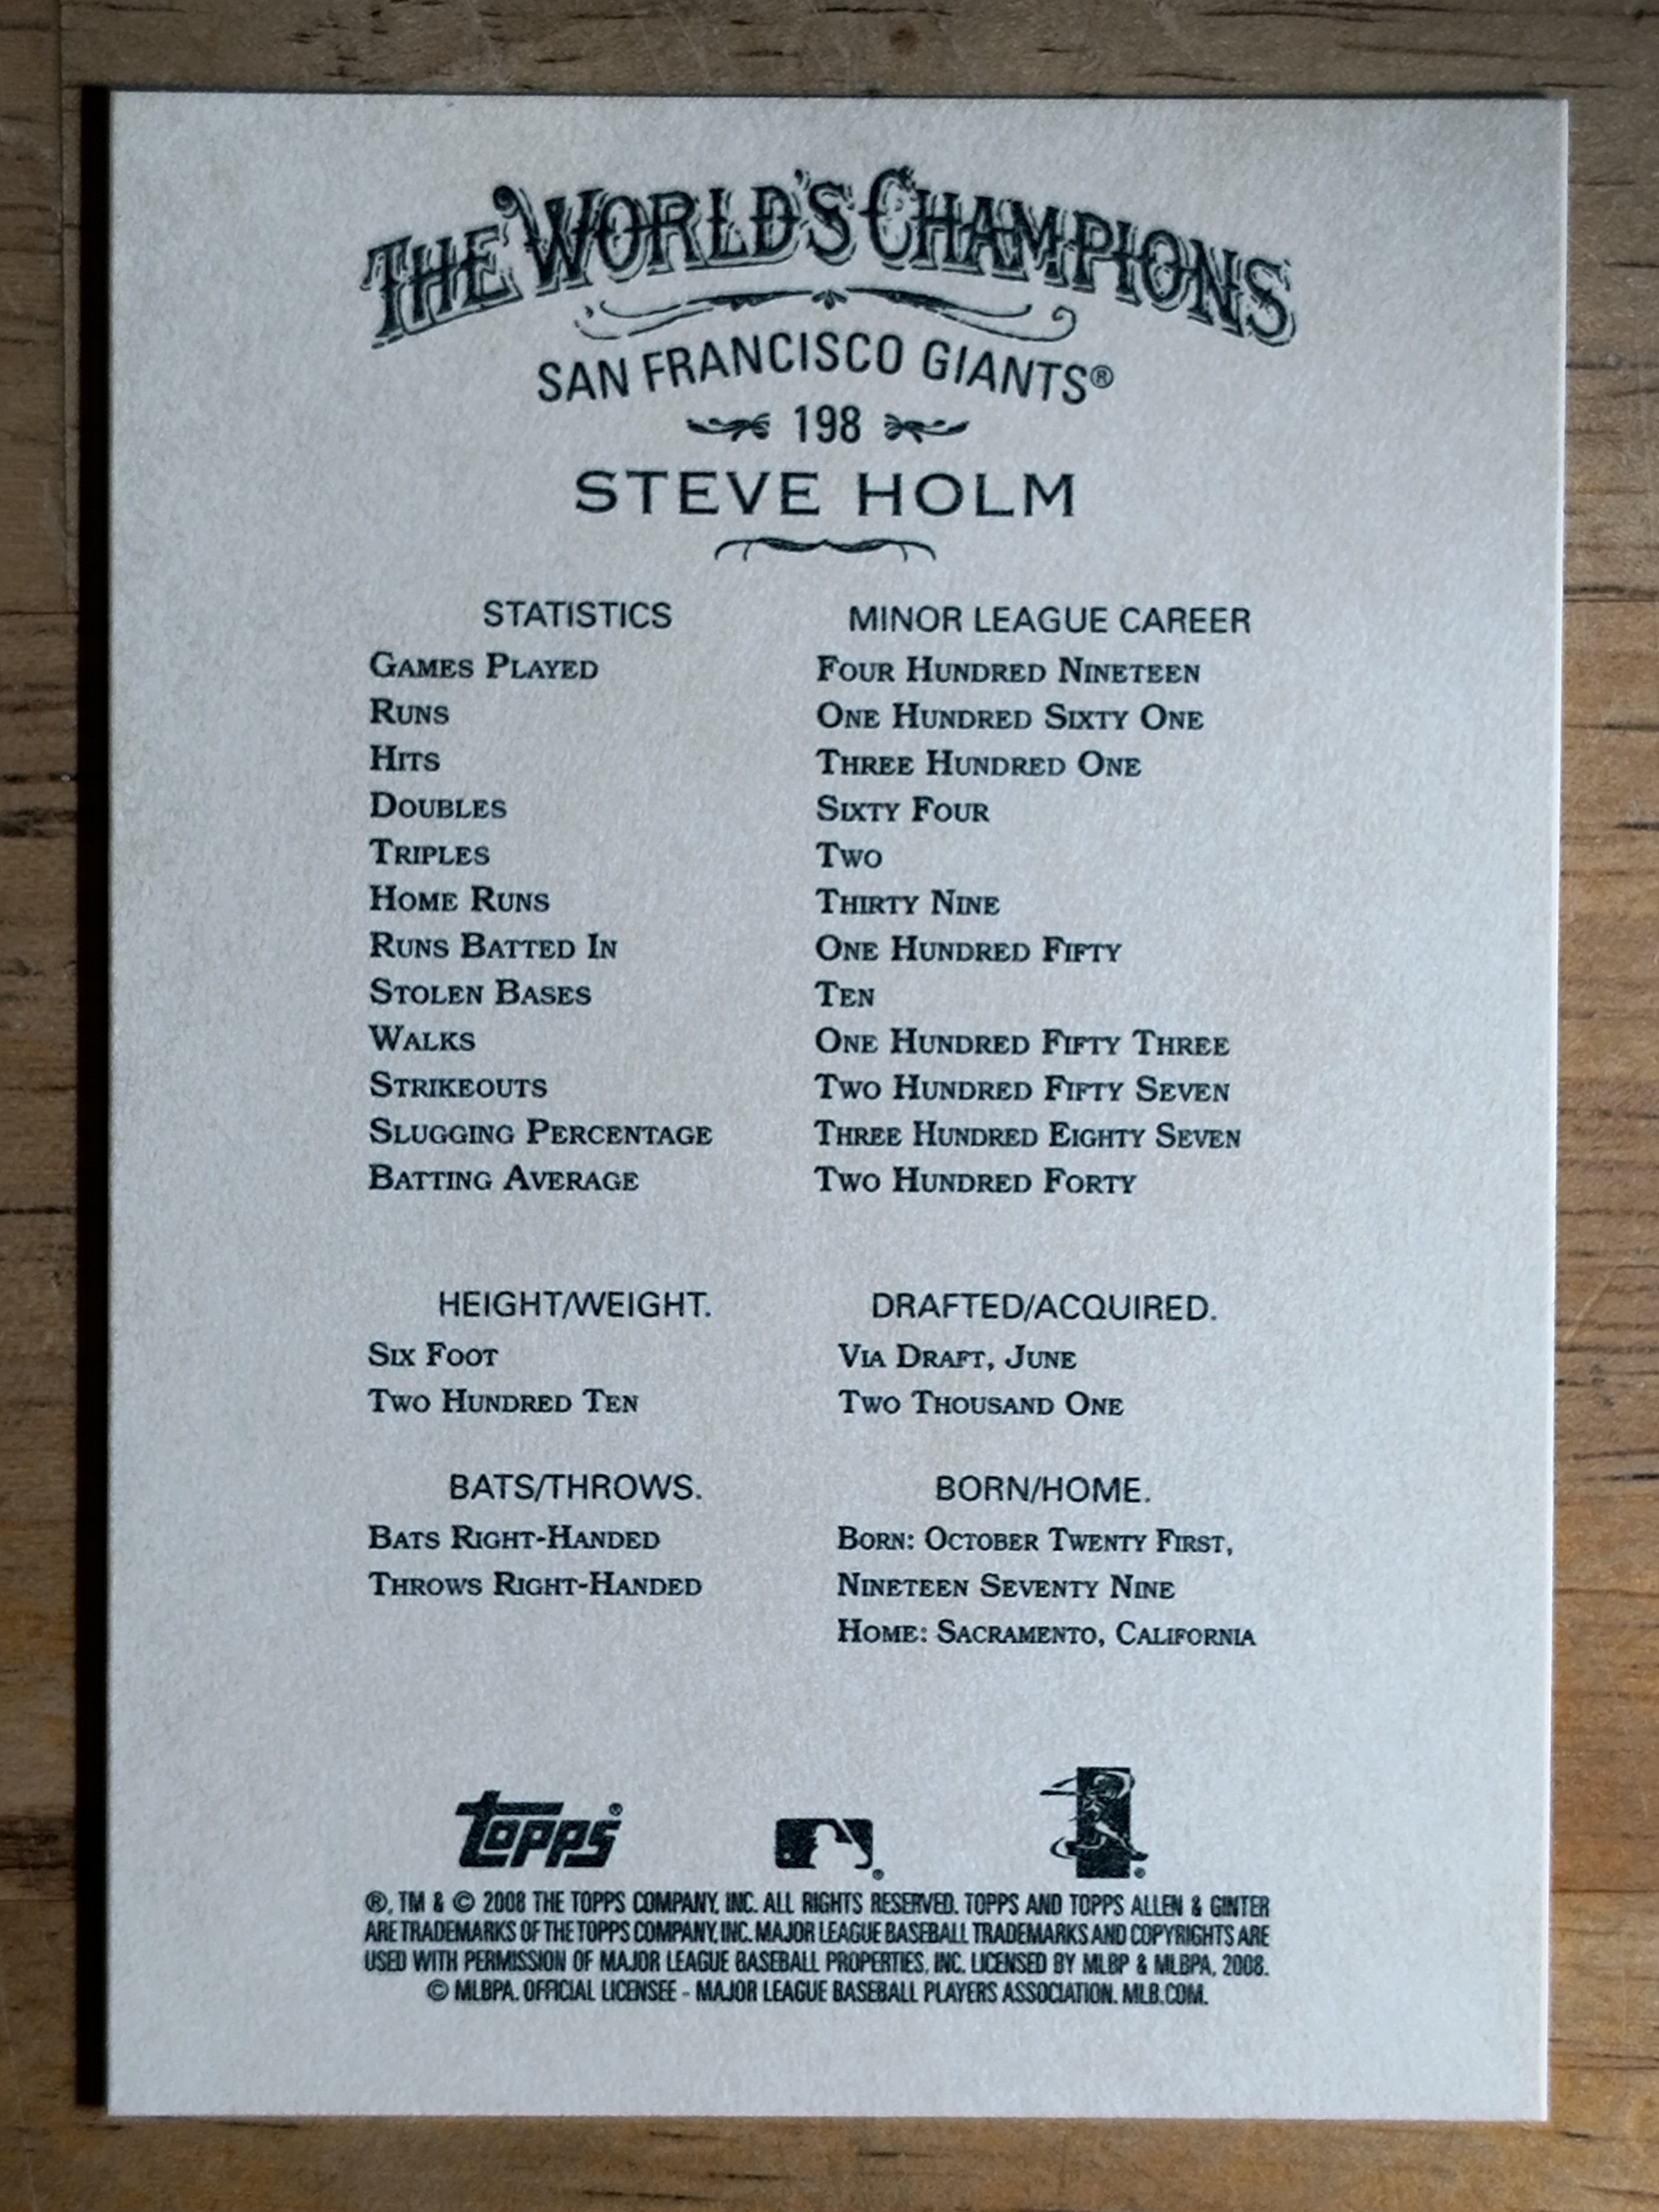 THE WORLD'S CHAMPIONS
SAN FRANCISCO GIANTS®
198
STEVE HOLM
STATISTICS MINOR LEAGUE CAREER
GAMES PLAYED FOUR HUNDRED NINETEEN
RUNS ONE HUNDRED SIXTY ONE
HITS THREE HUNDRED ONE
DOUBLES SIXTY FOUR
TRIPLES TWO
HOME RUNS THIRTY NINE
RUNS BATTED IN ONE HUNDRED FIFTY
STOLEN BASES TEN
WALKS ONE HUNDRED FIFTY THREE
STRIKEOUTS TWO HUNDRED FIFTY SEVEN
SLUGGING PERCENTAGE THREE HUNDRED EIGHTY SEVEN
BATTING AVERAGE TWO HUNDRED FORTY
HEIGHT/WEIGHT.
SIX FOOT
TWO HUNDRED TEN
DRAFTED/ACQUIRED.
VIA DRAFT, JUNE
TWO THOUSAND ONE
BATS/THROWS.
BATS RIGHT-HANDED
THROWS RIGHT-HANDED
BORN/HOME.
BORN: OCTOBER TWENTY FIRST,
NINETEEN SEVENTY NINE
HOME: SACRAMENTO, CALIFORNIA
topps®
®, TM & © 2008 THE TOPPS COMPANY, INC. ALL RIGHTS RESERVED. TOPPS AND TOPPS ALLEN & GINTER
ARE TRADEMARKS OF THE TOPPS COMPANY, INC. MAJOR LEAGUE BASEBALL TRADEMARKS AND COPYRIGHTS ARE
USED WITH PERMISSION OF MAJOR LEAGUE BASEBALL PROPERTIES, INC. LICENSED BY MLBP & MLBPA, 2008.
© MLBPA. OFFICIAL LICENSEE - MAJOR LEAGUE BASEBALL PLAYERS ASSOCIATION. MLB.COM.